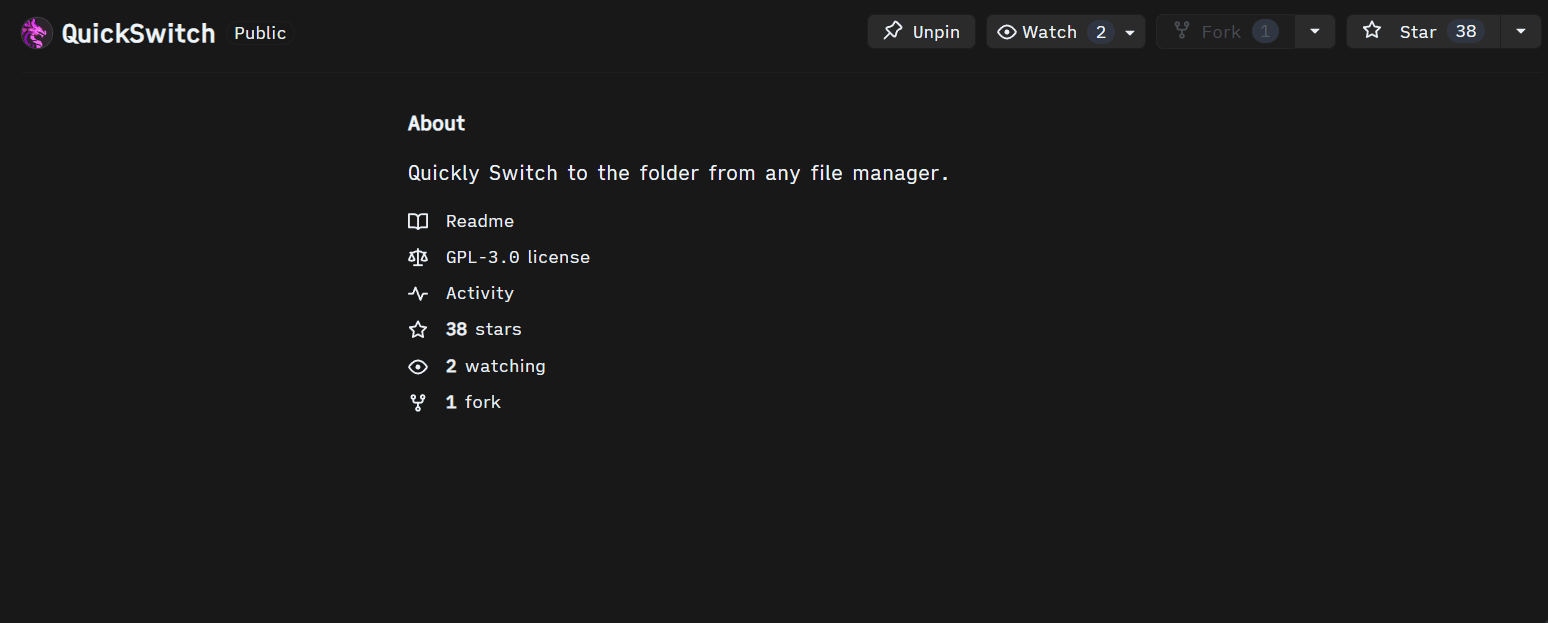 QuickSwitch Public Unpin Watch 2 Fork 1 Star 38
About
Quickly Switch to the folder from any file manager.
Readme
GPL-3.0 license
Activity
38 stars
2 watching
1 fork